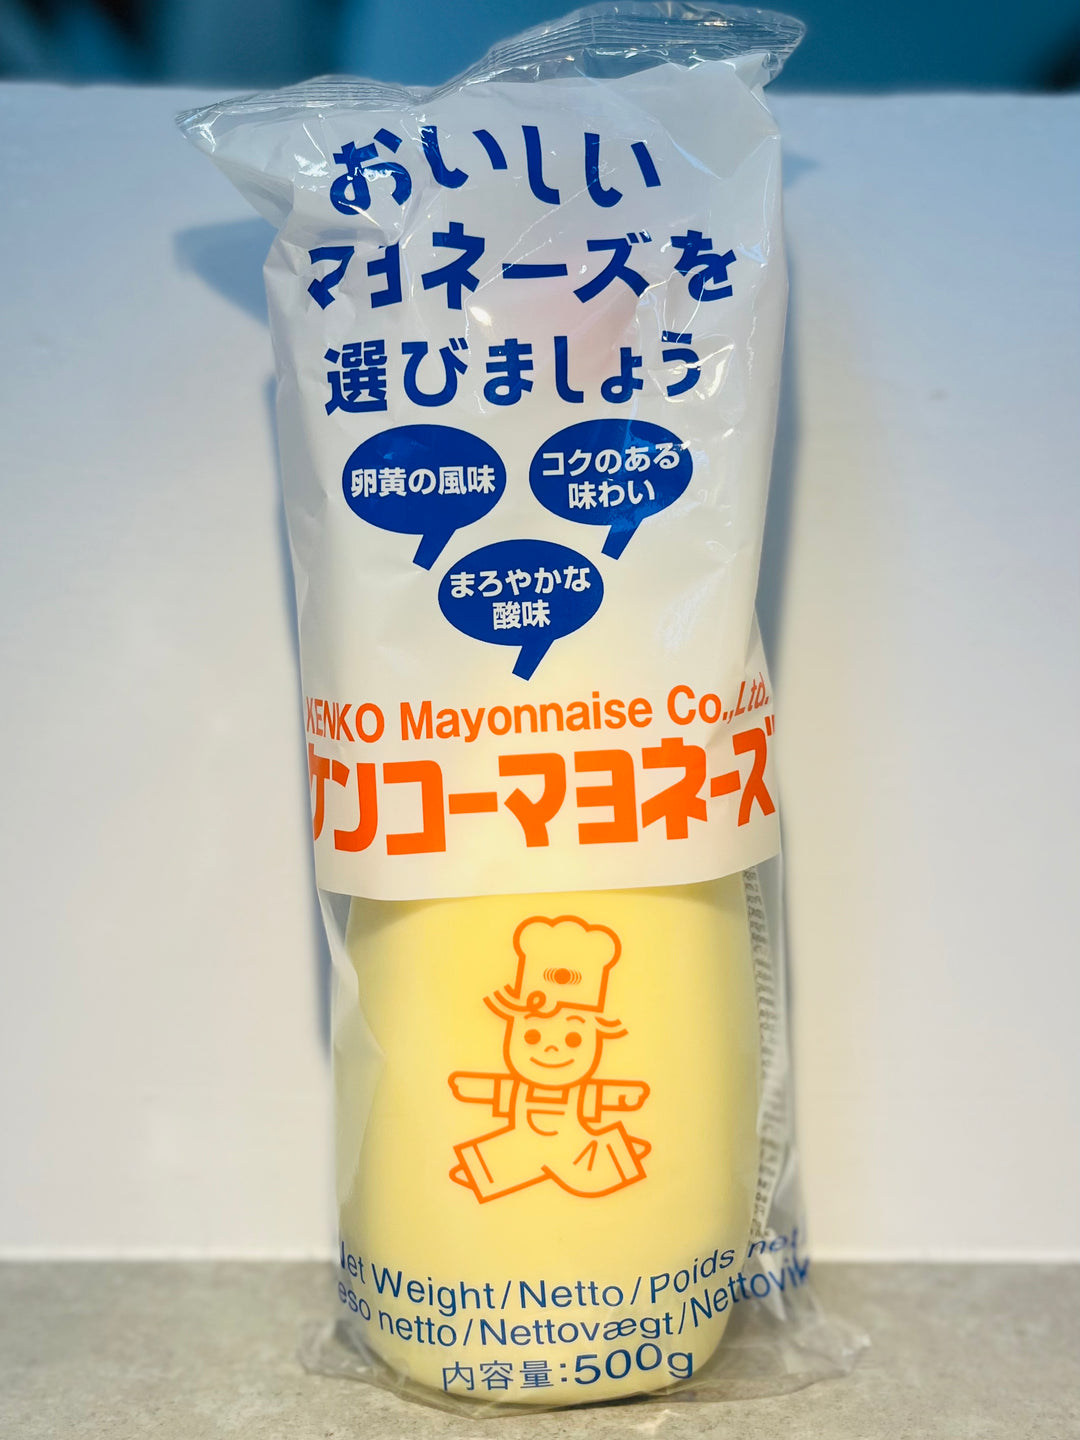 おいしい
マヨネーズを
選びましょう
卵黄の風味
コクのある
味わい
まろやかな
酸味
KENKO Mayonnaise Co.,Ltd.
ケンコーマヨネーズ
Net Weight/Netto/Poids net
netto/Nettovægt/
内容量:500g